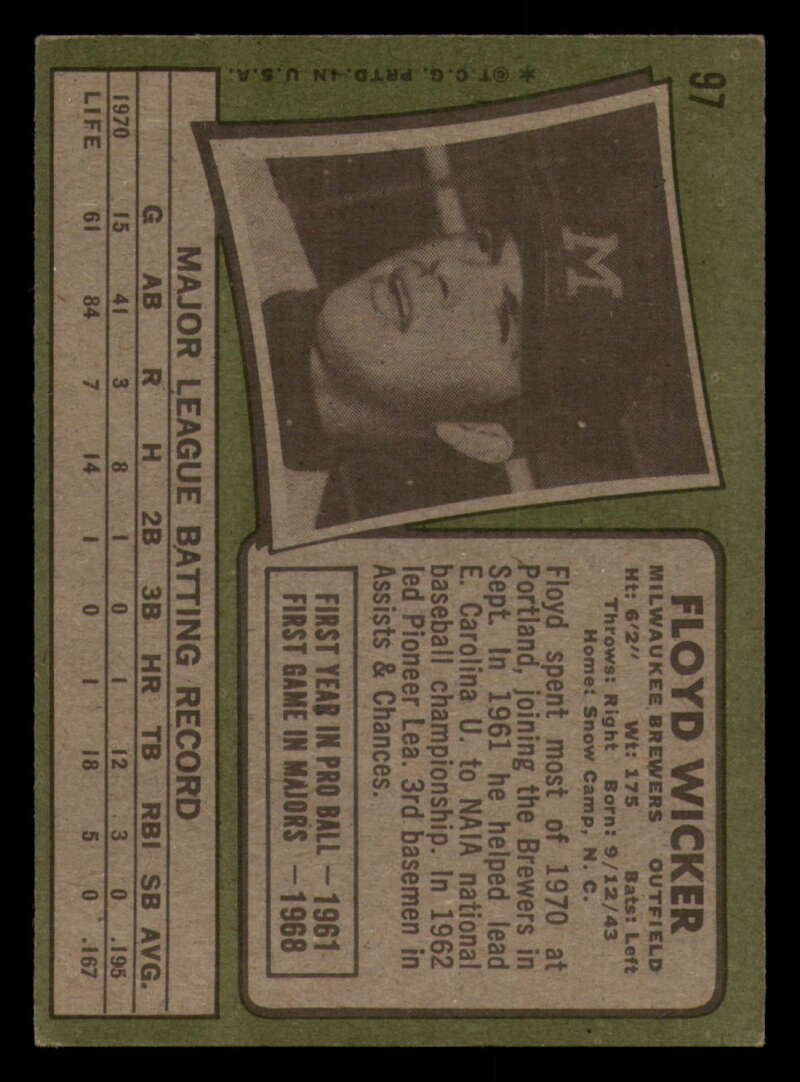 97
*©T.C.G. PRTD. IN U.S.A.
M
FLOYD WICKER
MILWAUKEE BREWERS OUTFIELD
Ht: 6'2" Wt: 175 Bats: Left
Throws: Right Born: 9/12/43
Home: Snow Camp, N. C.
Floyd spent most of 1970 at
Portland, joining the Brewers in
Sept. In 1961 he helped lead
E. Carolina U. to NAIA national
baseball championship. In 1962
led Pioneer Lea. 3rd basemen in
Assists & Chances.
FIRST YEAR IN PRO BALL — 1961
FIRST GAME IN MAJORS — 1968
MAJOR LEAGUE BATTING RECORD
G AB R H 2B 3B HR TB RBI SB AVG.
1970 15 41 3 8 1 0 1 12 3 0 .195
LIFE 61 84 7 14 1 0 1 18 5 0 .167